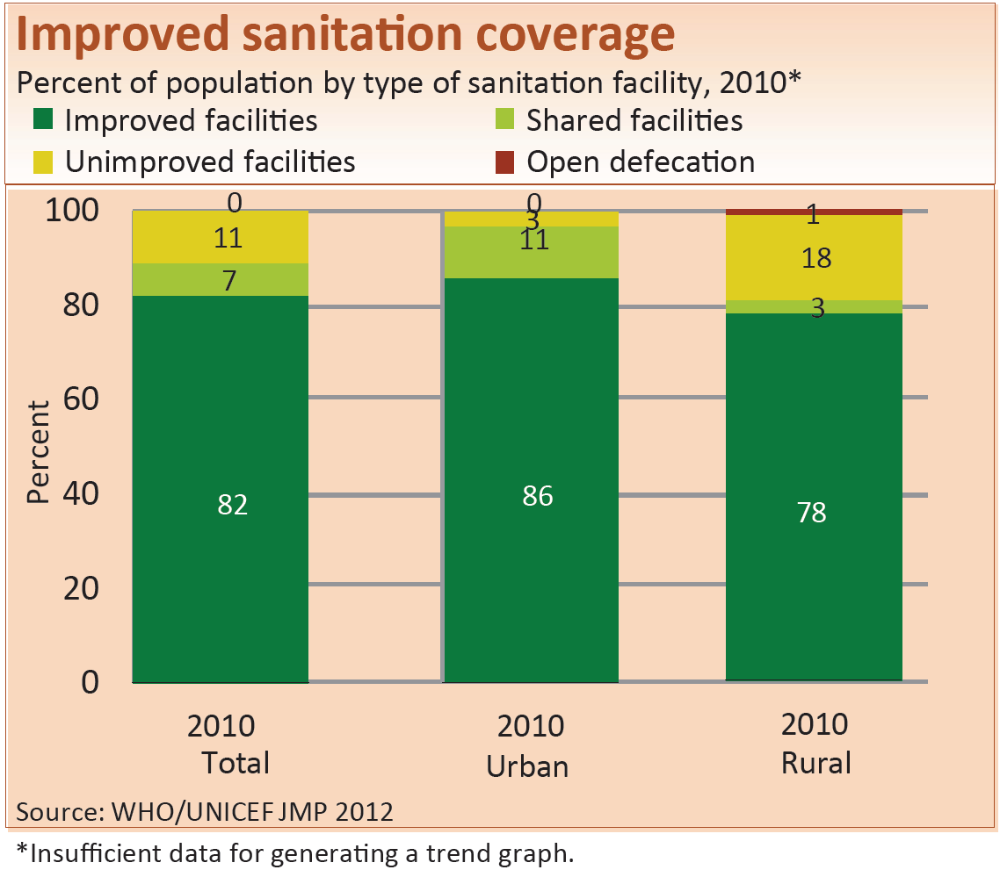 Improved sanitation coverage
Percent of population by type of sanitation facility, 2010*
Improved facilities
Shared facilities
Unimproved facilities
Open defecation
Percent
100
80
60
40
20
0
0
11
7
82
0
3
11
86
1
18
3
78
2010
Total
2010
Urban
2010
Rural
Source: WHO/UNICEF JMP 2012
*Insufficient data for generating a trend graph.